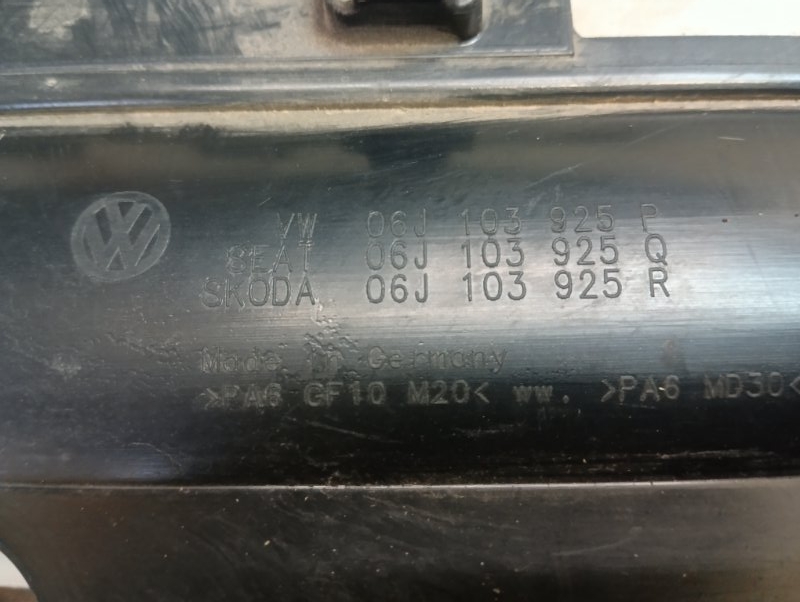 VW 06J 103 925 P
SEAT 06J 103 925 Q
SKODA 06J 103 925 R
Made in Germany
>PA6 GF10 M20< ww. >PA6 MD30<